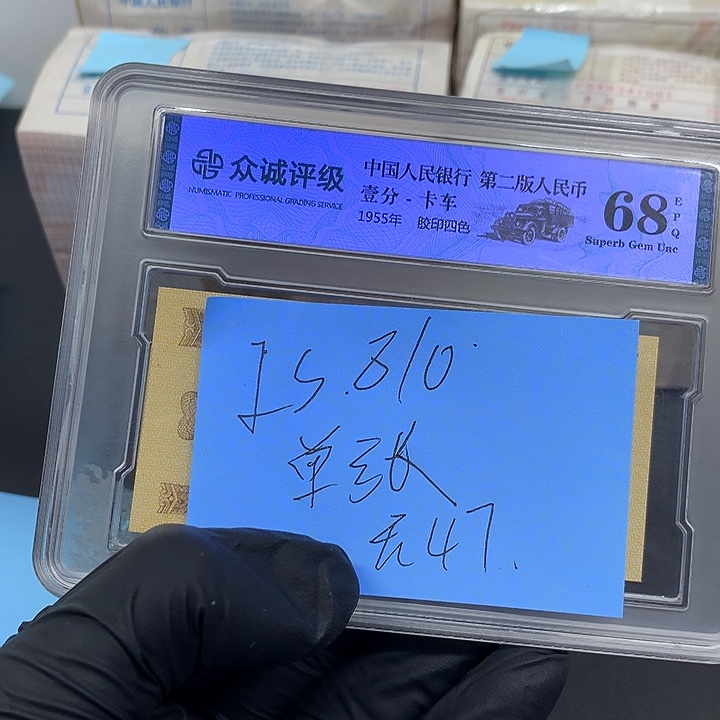 众诚评级
NUMISMATIC PROFESSIONAL GRADING SERVICE
中国人民银行 第二版人民币
壹分 - 卡车
1955年 胶印四色
68
EPQ
Superb Gem Unc
单张
无47.